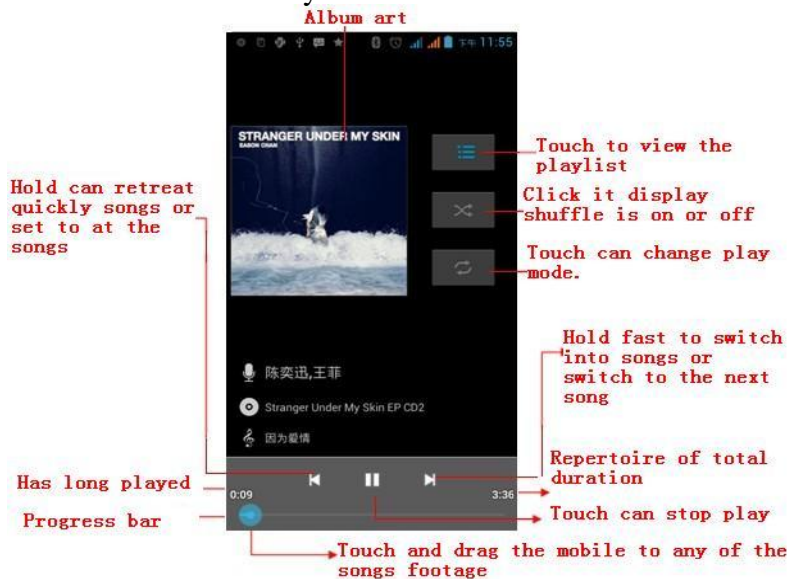 Album art
下午 11:55
STRANGER UNDER MY SKIN
EASON CHAN
Touch to view the
playlist
Click it display
shuffle is on or off
Touch can change play
mode.
Hold can retreat
quickly songs or
set to at the
songs
Hold fast to switch
into songs or
switch to the next
song
陈奕迅,王菲
Stranger Under My Skin EP CD2
因为爱情
Repertoire of total
duration
Has long played
0:09
3:36
Touch can stop play
Progress bar
Touch and drag the mobile to any of the
songs footage